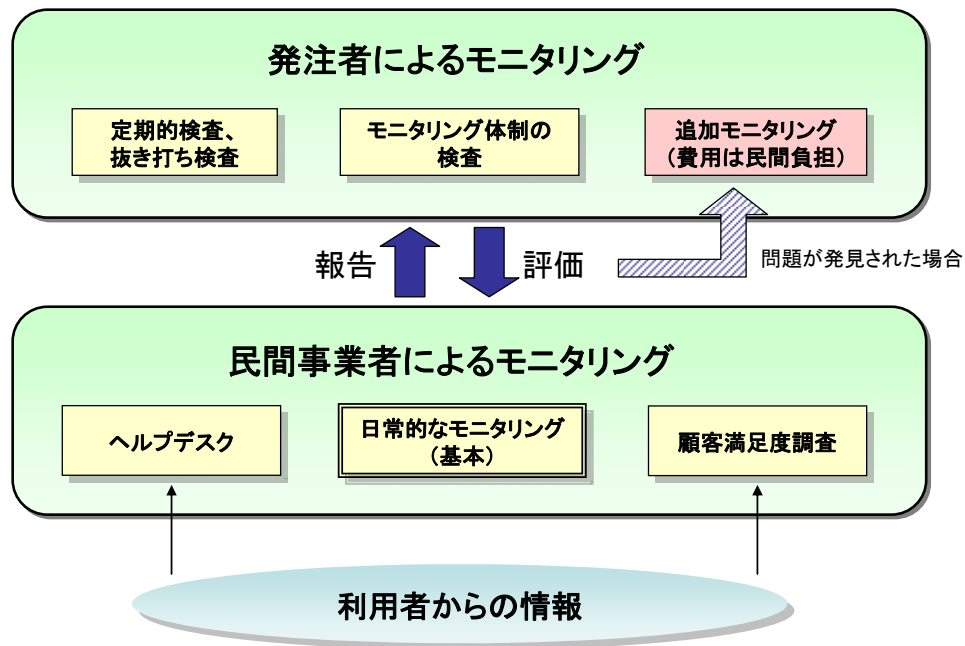 発注者によるモニタリング
定期的検査、
抜き打ち検査
モニタリング体制の
検査
追加モニタリング
（費用は民間負担）
報告
評価
問題が発見された場合
民間事業者によるモニタリング
ヘルプデスク
日常的なモニタリング
（基本）
顧客満足度調査
利用者からの情報